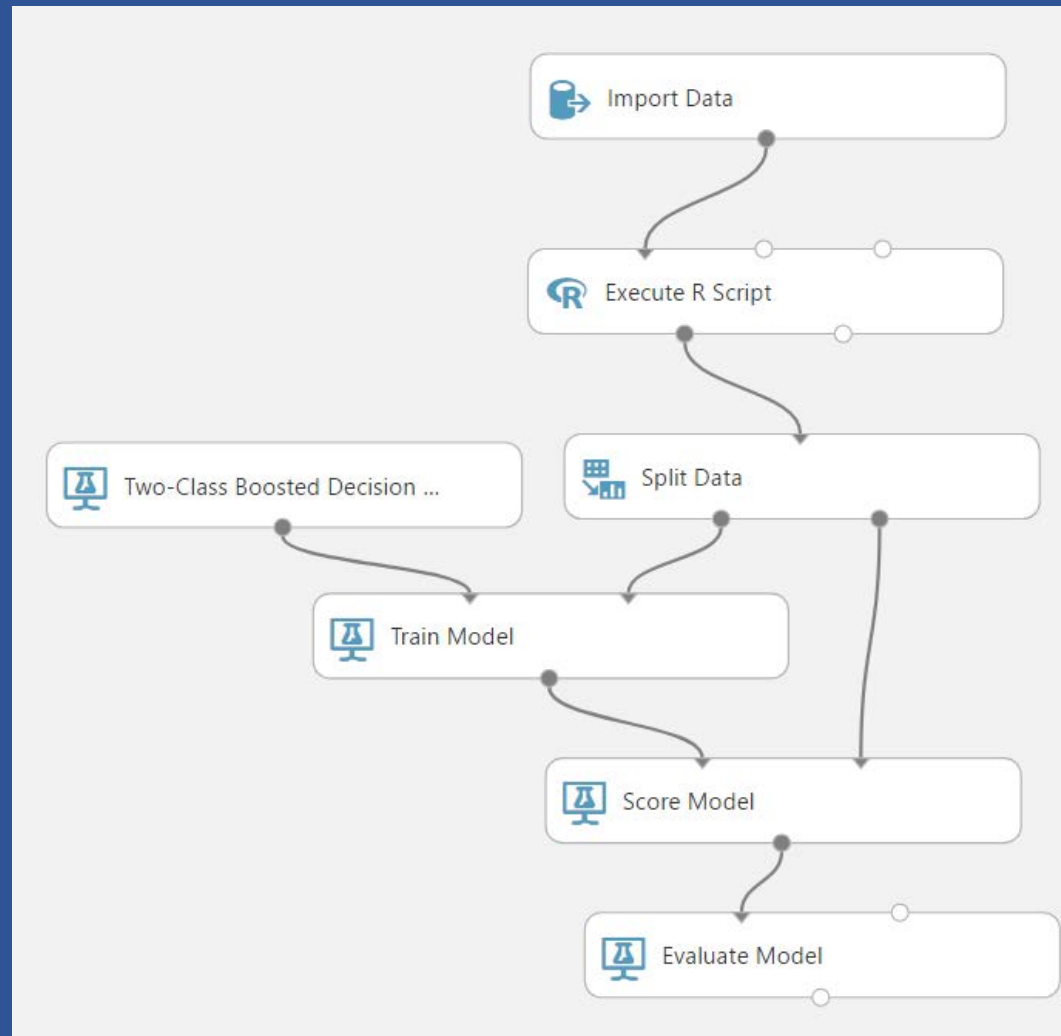 Import Data
R Execute R Script
Two-Class Boosted Decision ...
Split Data
Train Model
Score Model
Evaluate Model